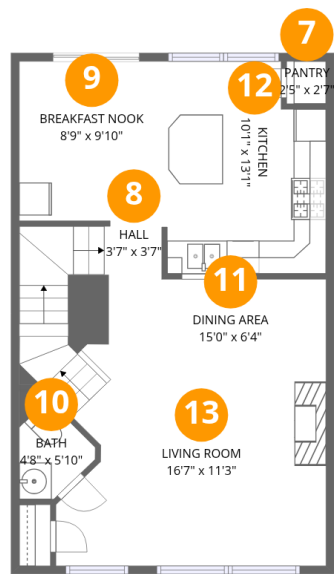 7
PANTRY
2'5" x 2'7"
9
BREAKFAST NOOK
8'9" x 9'10"
12
KITCHEN
10'1" x 13'1"
8
HALL
3'7" x 3'7"
11
DINING AREA
15'0" x 6'4"
10
BATH
4'8" x 5'10"
13
LIVING ROOM
16'7" x 11'3"